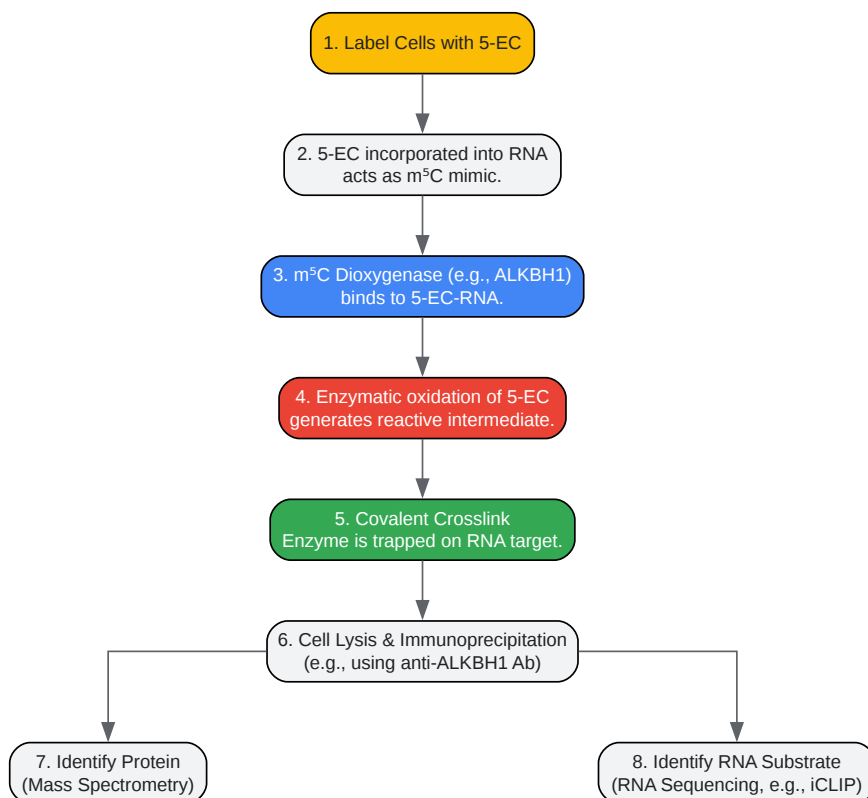 1. Label Cells with 5-EC
2. 5-EC incorporated into RNA
acts as m⁵C mimic.
3. m⁵C Dioxygenase (e.g., ALKBH1)
binds to 5-EC-RNA.
4. Enzymatic oxidation of 5-EC
generates reactive intermediate.
5. Covalent Crosslink
Enzyme is trapped on RNA target.
6. Cell Lysis & Immunoprecipitation
(e.g., using anti-ALKBH1 Ab)
7. Identify Protein
(Mass Spectrometry)
8. Identify RNA Substrate
(RNA Sequencing, e.g., iCLIP)